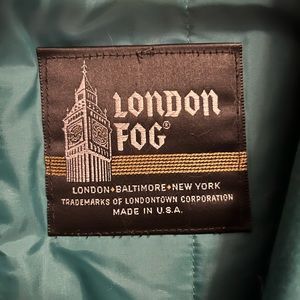 LONDON
FOG®
LONDON•BALTIMORE•NEW YORK
TRADEMARKS OF LONDONTOWN CORPORATION
MADE IN U.S.A.